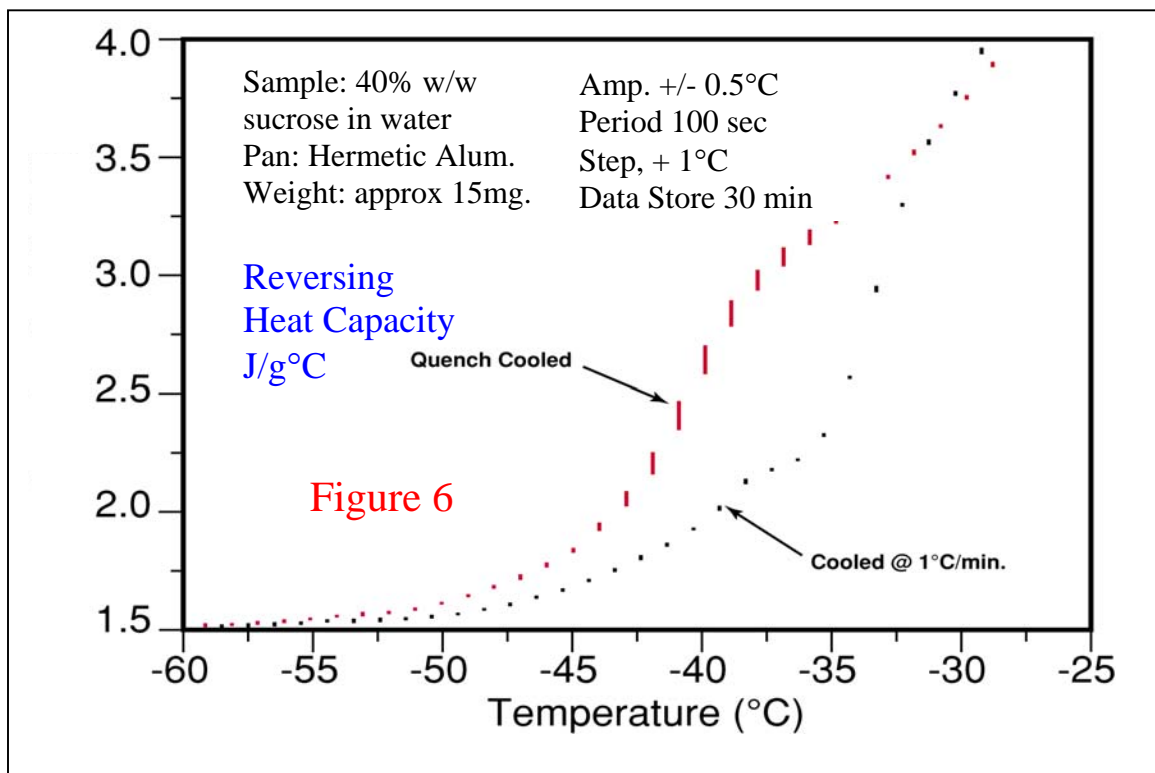 4.0
3.5
3.0
2.5
2.0
1.5
Sample: 40% w/w
sucrose in water
Pan: Hermetic Alum.
Weight: approx 15mg.
Amp. +/- 0.5°C
Period 100 sec
Step, + 1°C
Data Store 30 min
Reversing
Heat Capacity
J/g°C
Quench Cooled
Figure 6
Cooled @ 1°C/min.
-60 -55 -50 -45 -40 -35 -30 -25
Temperature (°C)